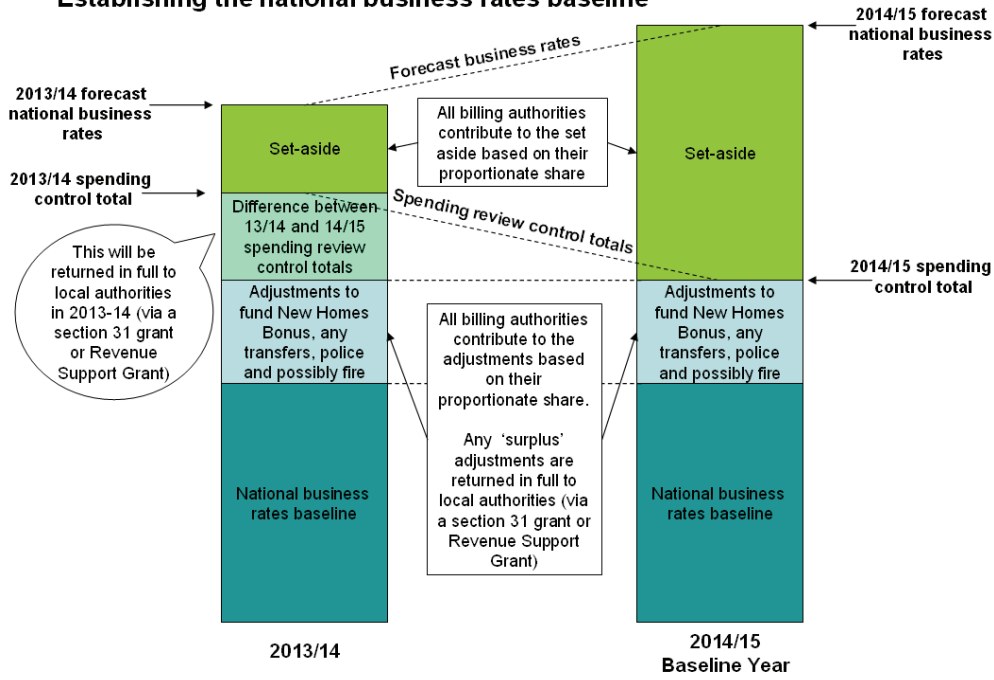 Establishing the national business rates baseline
2014/15 forecast
national business
rates
Forecast business rates
2013/14 forecast
national business
rates
All billing authorities
contribute to the set
aside based on their
proportionate share
Set-aside
Set-aside
2013/14 spending
control total
Difference between
13/14 and 14/15
spending review
control totals
Spending review control totals
This will be
returned in full to
local authorities
in 2013-14 (via a
section 31 grant
or Revenue
Support Grant)
2014/15 spending
control total
Adjustments to
fund New Homes
Bonus, any
transfers, police
and possibly fire
All billing authorities
contribute to the
adjustments based
on their
proportionate share.
Any ‘surplus’
adjustments are
returned in full to
local authorities (via
a section 31 grant or
Revenue Support
Grant)
Adjustments to
fund New Homes
Bonus, any
transfers, police
and possibly fire
National business
rates baseline
National business
rates baseline
2013/14
2014/15
Baseline Year